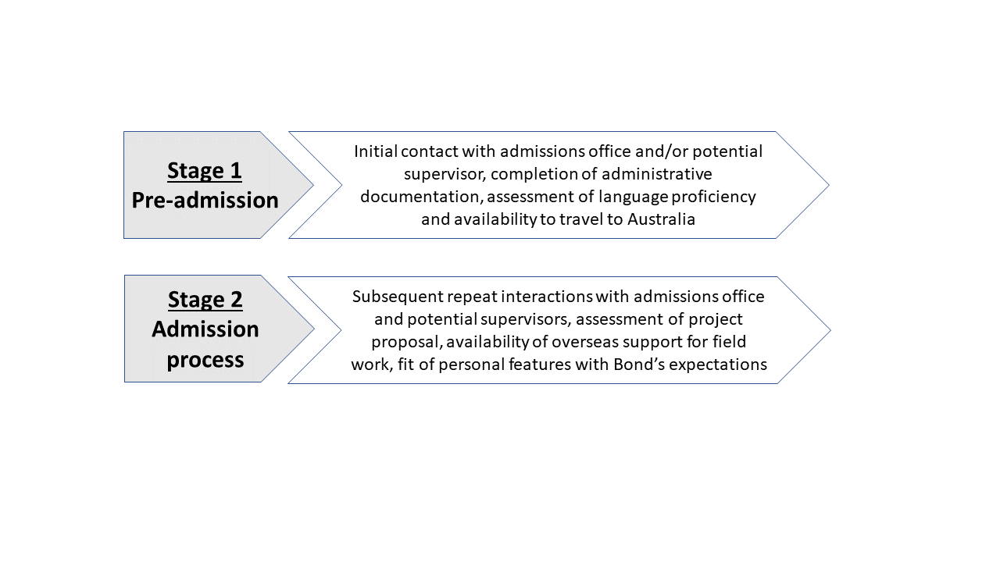 Stage 1
Pre-admission
Initial contact with admissions office and/or potential
supervisor, completion of administrative
documentation, assessment of language proficiency
and availability to travel to Australia
Stage 2
Admission
process
Subsequent repeat interactions with admissions office
and potential supervisors, assessment of project
proposal, availability of overseas support for field
work, fit of personal features with Bond’s expectations